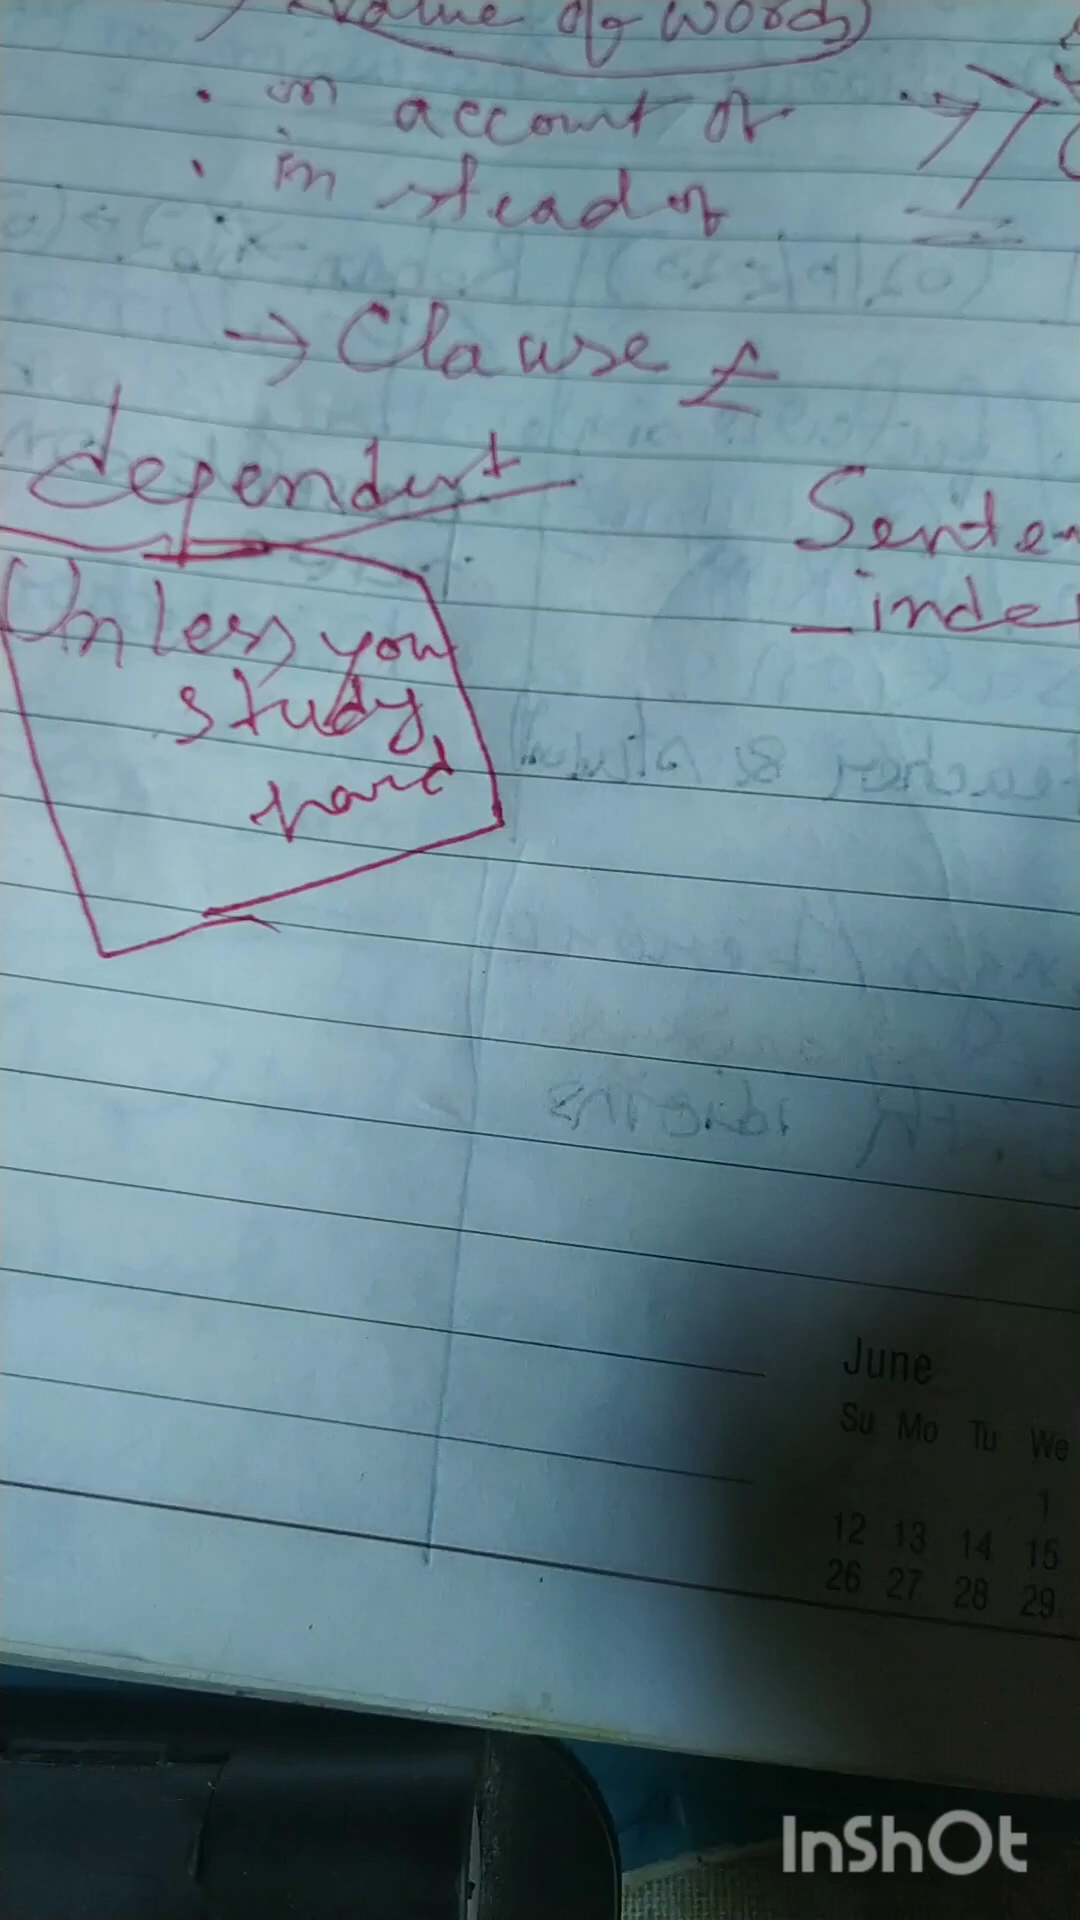 value of words
• on account of
• in stead of
→ Clause
dependent
Senten
inde
Unless you
study
hard
June
Su Mo Tu We
1
12 13 14 15
26 27 28 29
InShOt